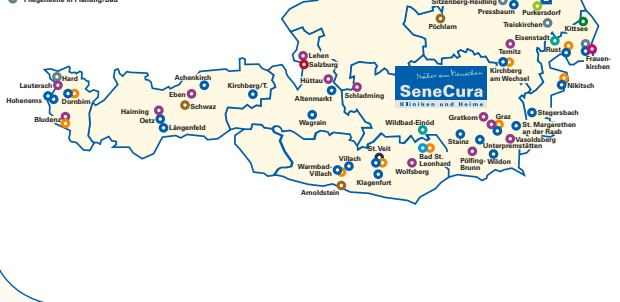 Pflegeheime in Planung/Bau
Sitzenberg-Reidling
Pressbaum
Purkersdorf
Pöchlarn
Traiskirchen
Kittsee
Eisenstadt
Ternitz
Rust
Frauen-
kirchen
Lehen
Salzburg
Hüttau
Altenmarkt
Schladming
Wagrain
Kirchberg
am Wechsel
Nikitsch
früher am Menschen
SeneCura
Kliniken und Heime
Hard
Lauterach
Hohenems
Dornbirn
Bludenz
Achenkirch
Kirchberg/T.
Eben
Schwaz
Haiming
Oetz
Längenfeld
Wildbad-Einöd
Gratkorn
Graz
Stegersbach
St. Margarethen
an der Raab
Vasoldsberg
Stainz
Unterpremstätten
Pölfing-
Brunn
Wildon
St. Veit
Villach
Warmbad-
Villach
Bad St.
Leonhard
Wolfsberg
Klagenfurt
Arnoldstein